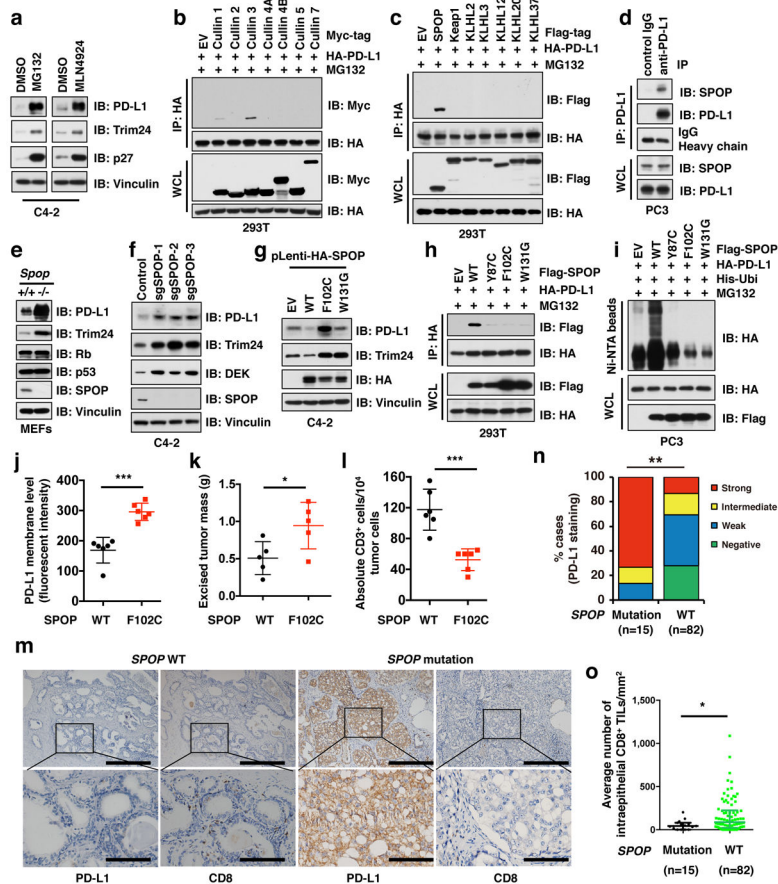 a
DMSO
MG132
DMSO
MLN4924
IB: PD-L1
IB: Trim24
IB: p27
IB: Vinculin
C4-2
b
EV
Cullin 1
Cullin 2
Cullin 3
Cullin 4A
Cullin 4B
Cullin 5
Cullin 7
Myc-tag
+ + + + + + + + HA-PD-L1
+ + + + + + + + MG132
IP: HA
IB: Myc
IB: HA
WCL
IB: Myc
IB: HA
293T
c
EV
SPOP
Keap1
KLHL2
KLHL3
KLHL12
KLHL20
KLHL37
Flag-tag
+ + + + + + + + HA-PD-L1
+ + + + + + + + MG132
IP: HA
IB: Flag
IB: HA
WCL
IB: Flag
IB: HA
293T
d
control IgG
anti-PD-L1
IP
IP: PD-L1
IB: SPOP
IB: PD-L1
IgG
Heavy chain
WCL
IB: SPOP
IB: PD-L1
PC3
e
Spop
+/+ -/-
IB: PD-L1
IB: Trim24
IB: Rb
IB: p53
IB: SPOP
IB: Vinculin
MEFs
f
Control
sgSPOP-1
sgSPOP-2
sgSPOP-3
IB: PD-L1
IB: Trim24
IB: DEK
IB: SPOP
IB: Vinculin
C4-2
g
pLenti-HA-SPOP
EV
WT
F102C
W131G
IB: PD-L1
IB: Trim24
IB: HA
IB: Vinculin
C4-2
h
EV
WT
Y87C
F102C
W131G
Flag-SPOP
+ + + + + HA-PD-L1
+ + + + + MG132
IP: HA
IB: Flag
IB: HA
WCL
IB: Flag
IB: HA
293T
i
EV
WT
Y87C
F102C
W131G
Flag-SPOP
+ + + + + HA-PD-L1
+ + + + + His-Ubi
+ + + + + MG132
Ni-NTA beads
IB: HA
WCL
IB: HA
IB: Flag
PC3
j
PD-L1 membrane level
(fluorescent intensity)
400
300
200
100
0
***
SPOP WT F102C
k
Excised tumor mass (g)
1.5
1.0
0.5
0.0
*
SPOP WT F102C
l
Absolute CD3+ cells/10⁴
tumor cells
160
120
80
40
0
***
SPOP WT F102C
n
% cases
(PD-L1 staining)
100
80
60
40
20
0
**
Strong
Intermediate
Weak
Negative
SPOP Mutation WT
(n=15) (n=82)
m
SPOP WT
SPOP mutation
PD-L1
CD8
PD-L1
CD8
o
Average number of
intraepithelial CD8+ TILs/mm²
1,500
1,000
500
0
*
SPOP Mutation WT
(n=15) (n=82)